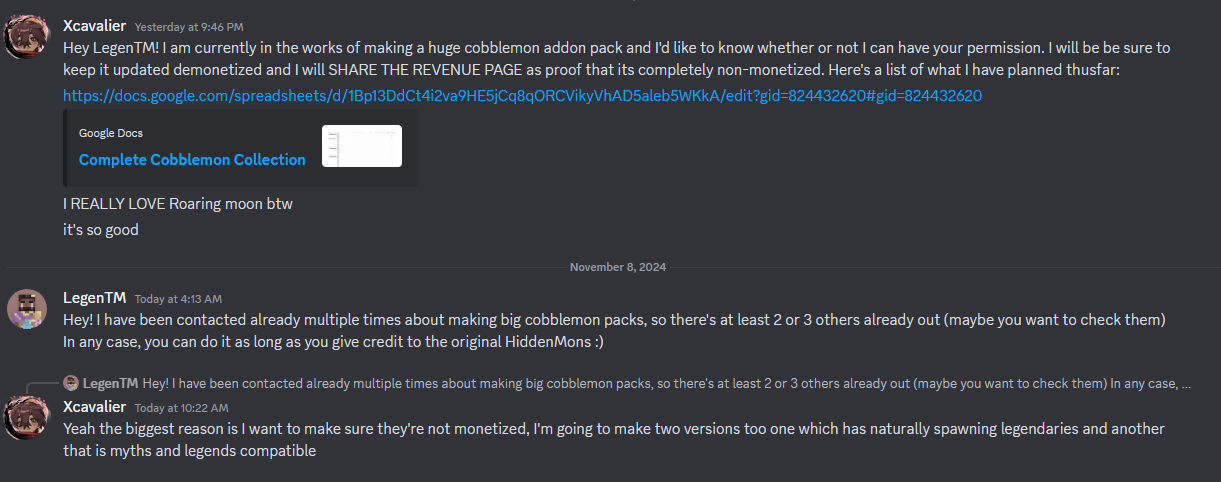 Xcavalier Yesterday at 9:46 PM
Hey LegenTM! I am currently in the works of making a huge cobblemon addon pack and I'd like to know whether or not I can have your permission. I will be be sure to
keep it updated demonetized and I will SHARE THE REVENUE PAGE as proof that its completely non-monetized. Here's a list of what I have planned thusfar:
https://docs.google.com/spreadsheets/d/1Bp13DdCt4i2va9HE5jCq8qORCVikyVhAD5aleb5WKkA/edit?gid=824432620#gid=824432620
Google Docs
Complete Cobblemon Collection
I REALLY LOVE Roaring moon btw
it's so good
November 8, 2024
LegenTM Today at 4:13 AM
Hey! I have been contacted already multiple times about making big cobblemon packs, so there's at least 2 or 3 others already out (maybe you want to check them)
In any case, you can do it as long as you give credit to the original HiddenMons :)
LegenTM Hey! I have been contacted already multiple times about making big cobblemon packs, so there's at least 2 or 3 others already out (maybe you want to check them) In any case, ...
Xcavalier Today at 10:22 AM
Yeah the biggest reason is I want to make sure they're not monetized, I'm going to make two versions too one which has naturally spawning legendaries and another
that is myths and legends compatible